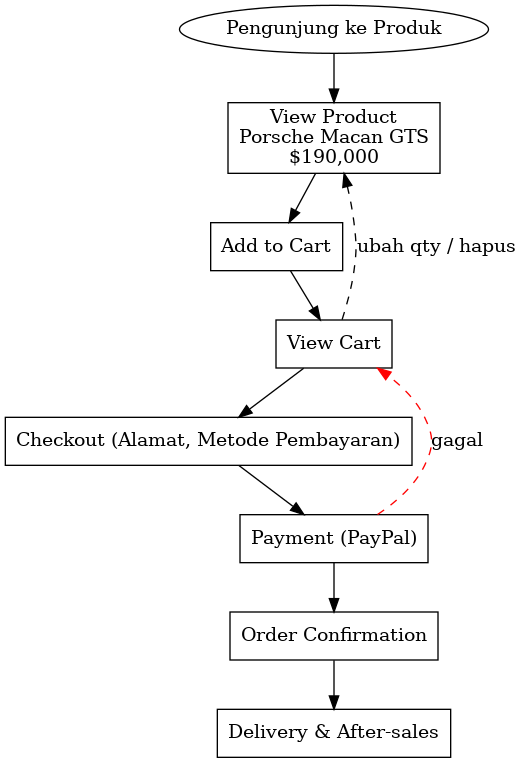 Pengunjung ke Produk
View Product
Porsche Macan GTS
$190,000
Add to Cart
ubah qty / hapus
View Cart
Checkout (Alamat, Metode Pembayaran)
gagal
Payment (PayPal)
Order Confirmation
Delivery & After-sales